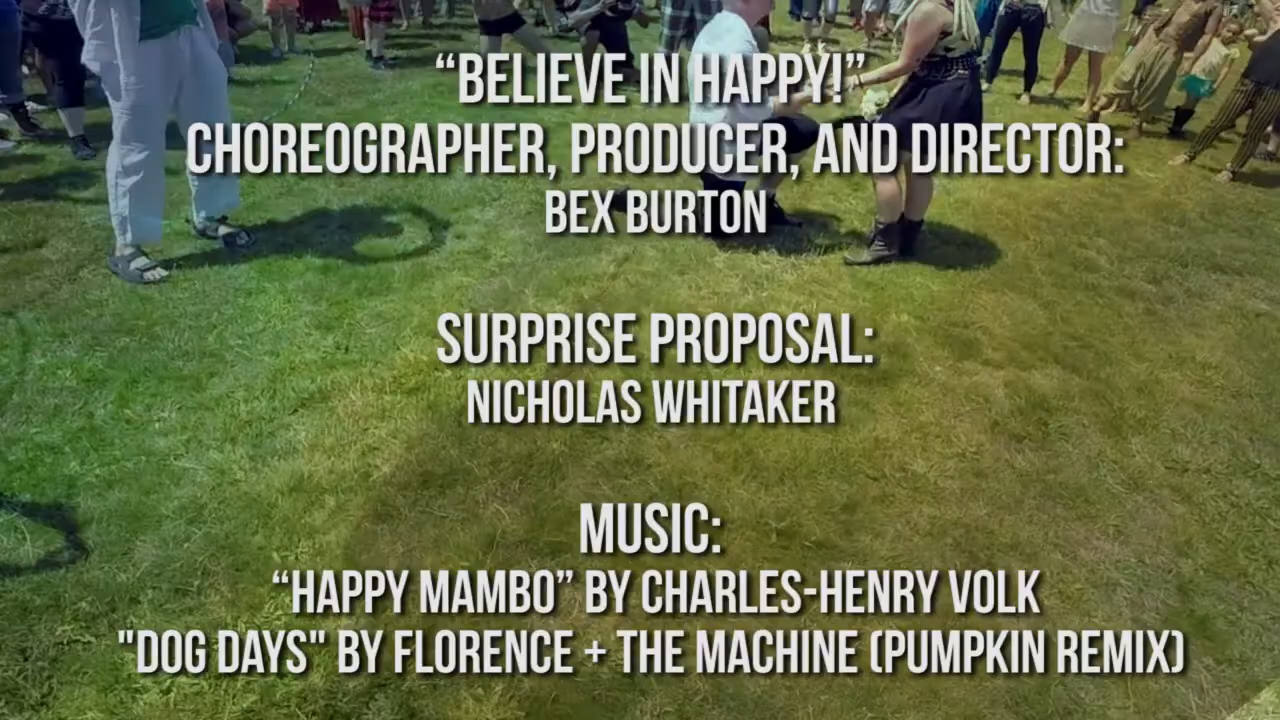 “BELIEVE IN HAPPY!”
CHOREOGRAPHER, PRODUCER, AND DIRECTOR:
BEX BURTON
SURPRISE PROPOSAL:
NICHOLAS WHITAKER
MUSIC:
“HAPPY MAMBO” BY CHARLES-HENRY VOLK
"DOG DAYS" BY FLORENCE + THE MACHINE (PUMPKIN REMIX)